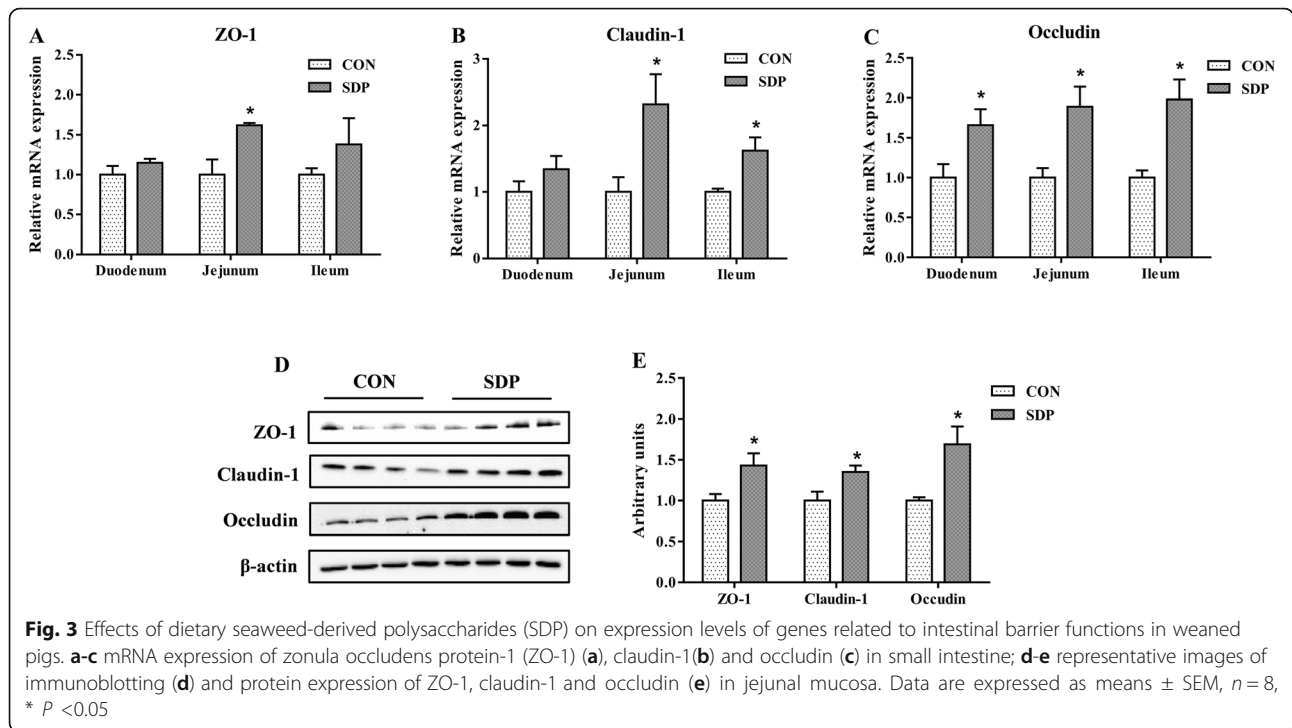 A
ZO-1
Relative mRNA expression
2.5
2.0
1.5
1.0
0.5
0.0
CON
SDP
*
Duodenum Jejunum Ileum
B
Claudin-1
Relative mRNA expression
3
2
1
0
CON
SDP
*
*
Duodenum Jejunum Ileum
C
Occludin
Relative mRNA expression
2.5
2.0
1.5
1.0
0.5
0.0
CON
SDP
* * *
Duodenum Jejunum Ileum
D
CON SDP
ZO-1
Claudin-1
Occludin
β-actin
E
Arbitrary units
2.5
2.0
1.5
1.0
0.5
0.0
CON
SDP
* * *
ZO-1 Claudin-1 Occudin
Fig. 3 Effects of dietary seaweed-derived polysaccharides (SDP) on expression levels of genes related to intestinal barrier functions in weaned
pigs. a-c mRNA expression of zonula occludens protein-1 (ZO-1) (a), claudin-1(b) and occludin (c) in small intestine; d-e representative images of
immunoblotting (d) and protein expression of ZO-1, claudin-1 and occludin (e) in jejunal mucosa. Data are expressed as means ± SEM, n = 8,
* P <0.05